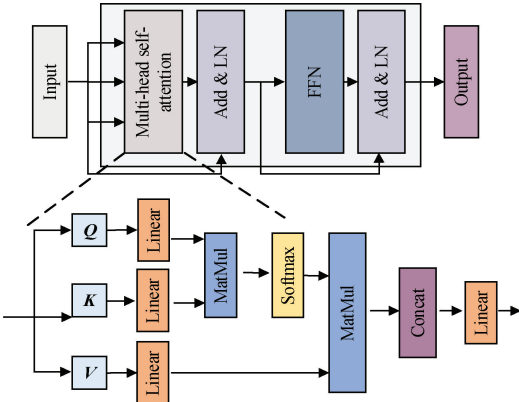 Input
Multi-head self-
attention
Add & LN
FFN
Add & LN
Output
Q
Linear
K
Linear
V
Linear
MatMul
Softmax
MatMul
Concat
Linear